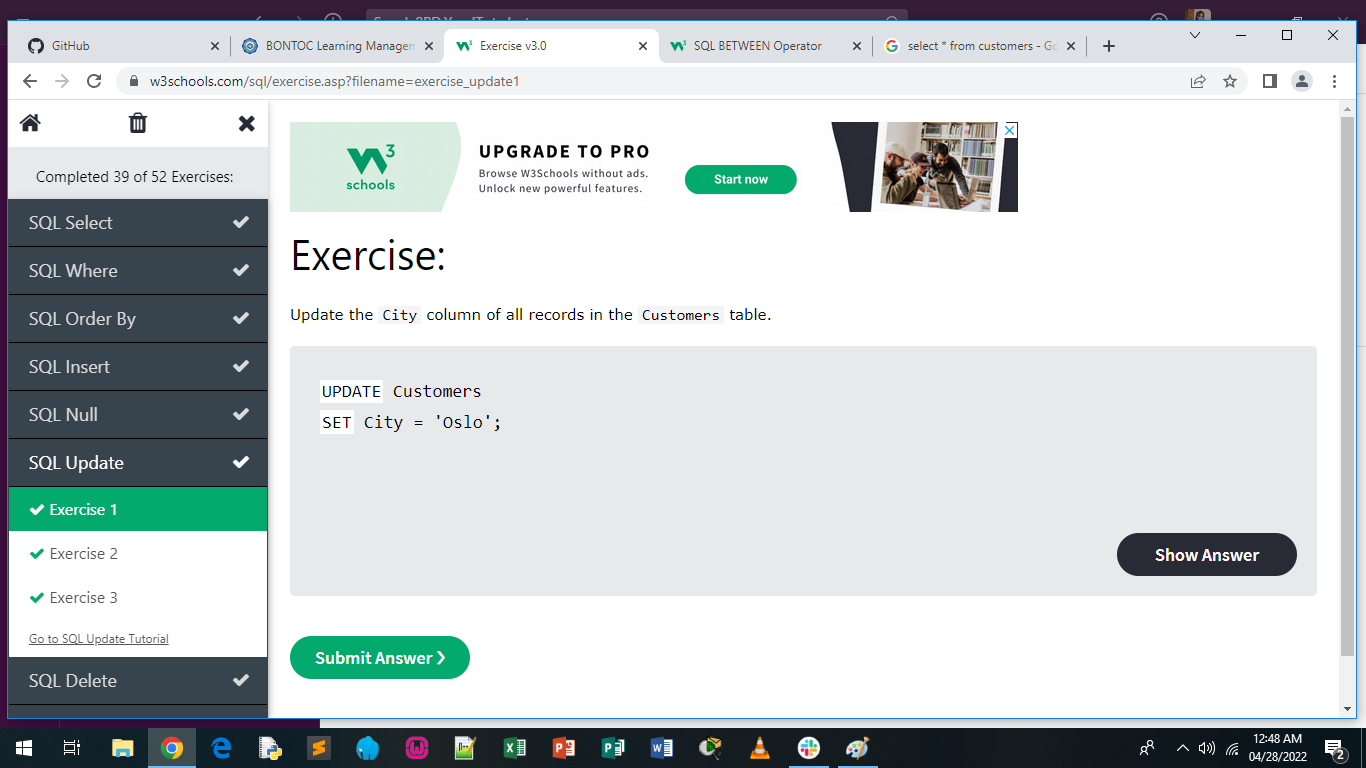 GitHub
BONTOC Learning Managem
Exercise v3.0
SQL BETWEEN Operator
select * from customers - Go
w3schools.com/sql/exercise.asp?filename=exercise_update1
Completed 39 of 52 Exercises:
SQL Select
SQL Where
SQL Order By
SQL Insert
SQL Null
SQL Update
Exercise 1
Exercise 2
Exercise 3
Go to SQL Update Tutorial
SQL Delete
3
schools
UPGRADE TO PRO
Browse W3Schools without ads.
Unlock new powerful features.
Start now
Exercise:
Update the City column of all records in the Customers table.
UPDATE Customers
SET City = 'Oslo';
Show Answer
Submit Answer ❯
12:48 AM
04/28/2022
2